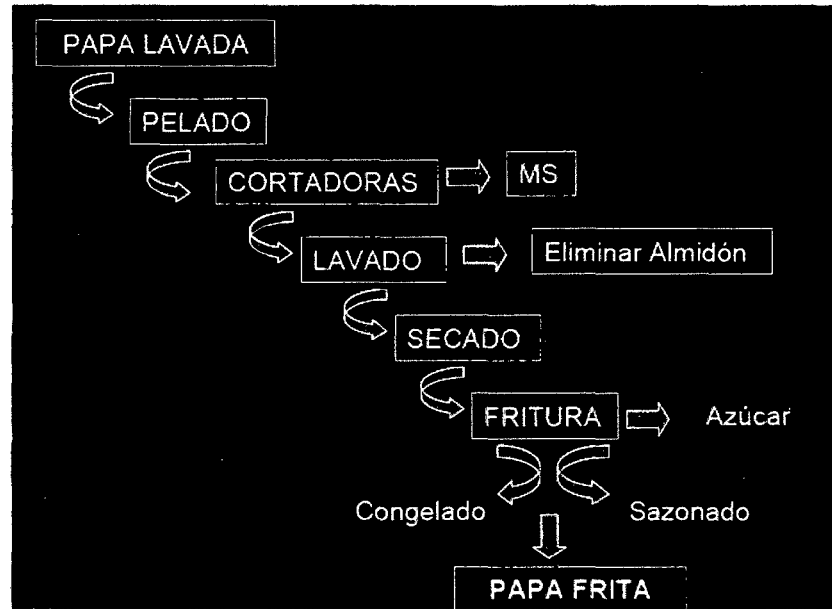 PAPA LAVADA
PELADO
CORTADORAS
MS
LAVADO
Eliminar Almidón
SECADO
FRITURA
Azúcar
Congelado
Sazonado
PAPA FRITA